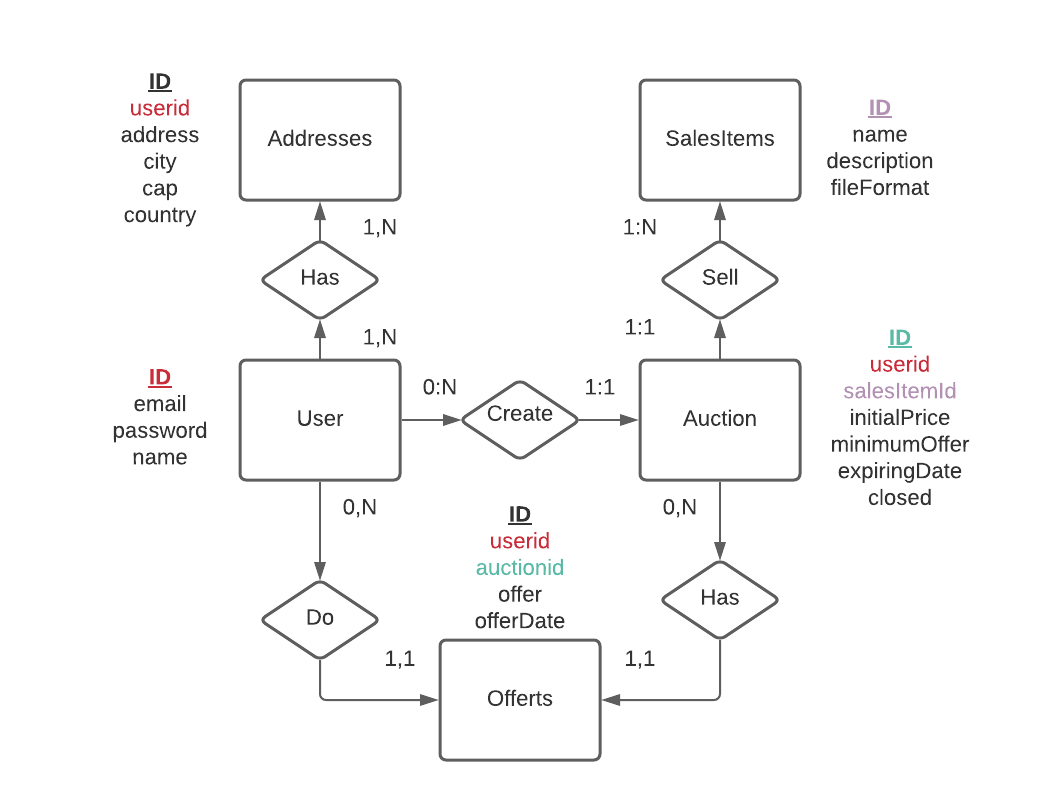 ID
userid
address
city
cap
country
Addresses
SalesItems
ID
name
description
fileFormat
1,N
1:N
Has
Sell
1,N
1:1
ID
email
password
name
User
0:N
Create
1:1
Auction
ID
userid
salesItemId
initialPrice
minimumOffer
expiringDate
closed
0,N
0,N
ID
userid
auctionid
offer
offerDate
Do
Has
1,1
1,1
Offerts